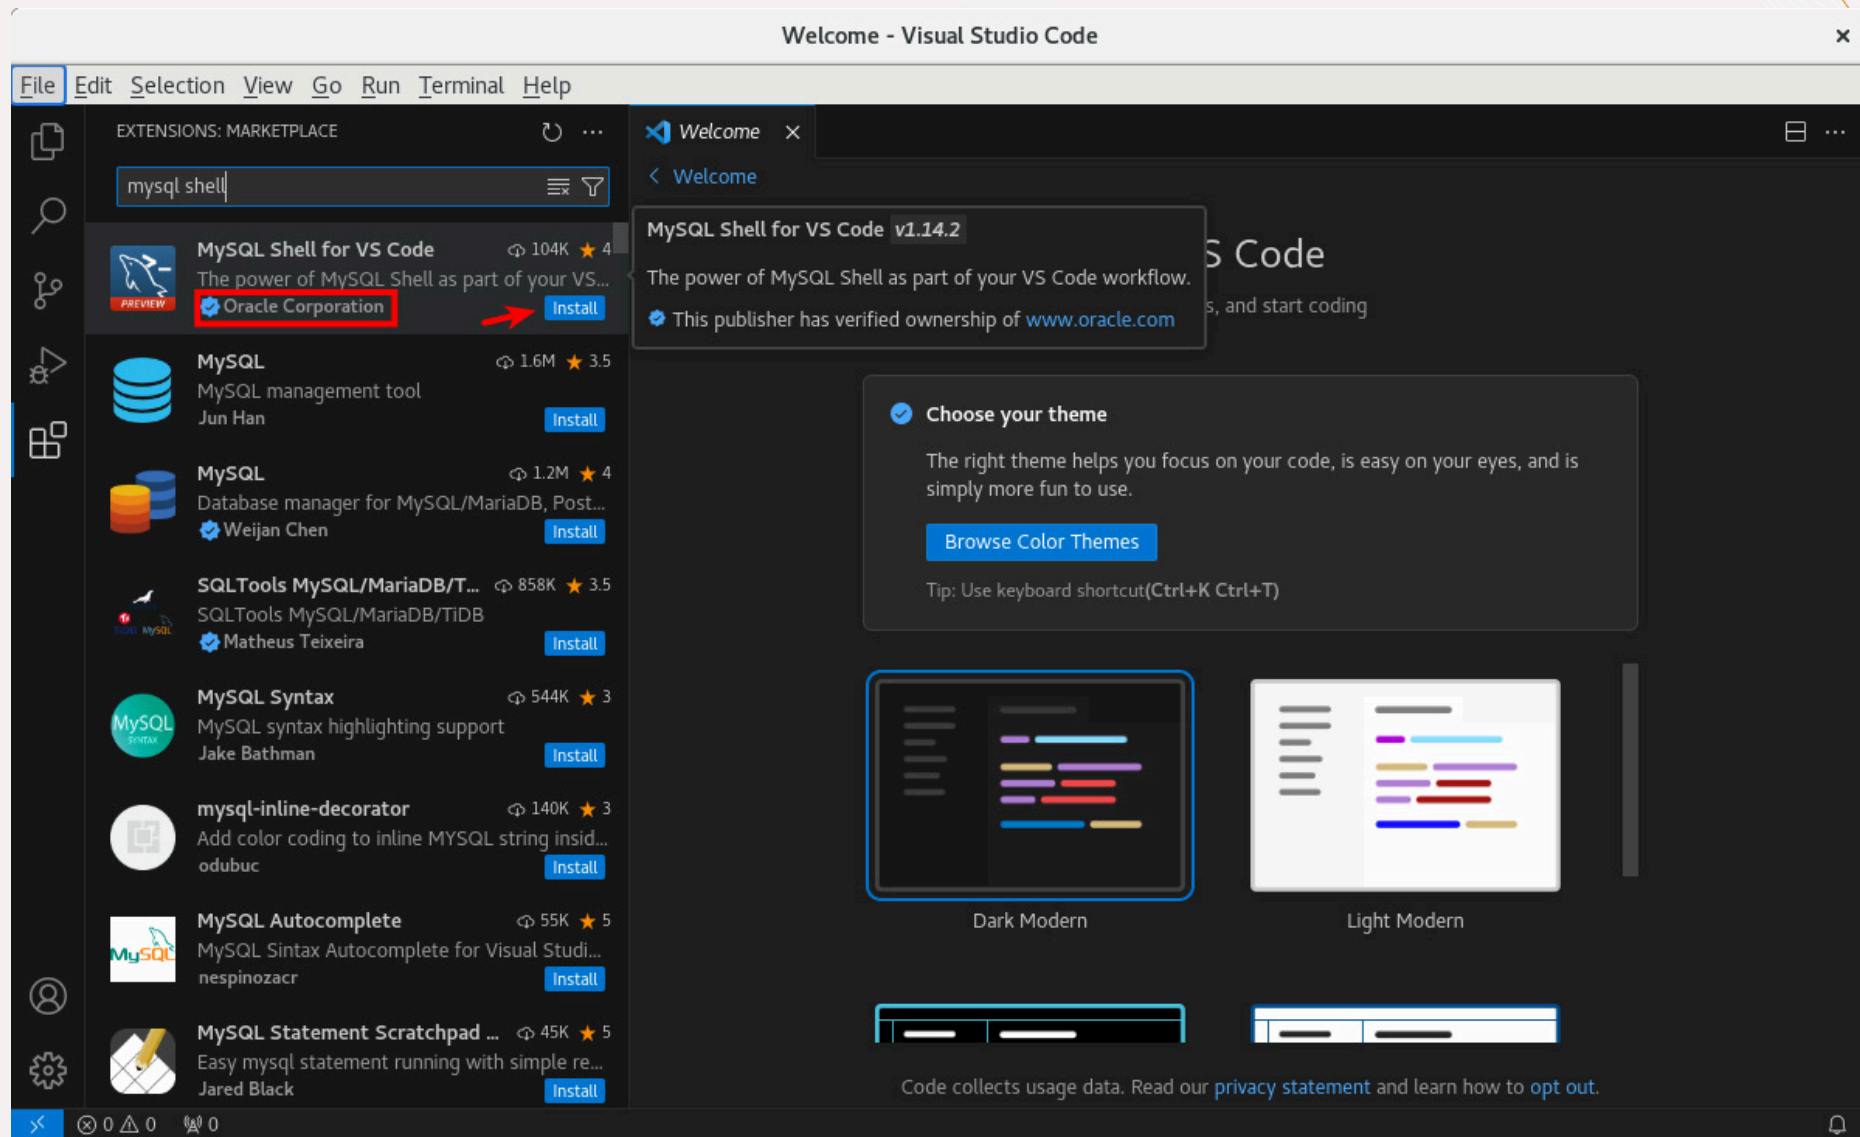 Welcome - Visual Studio Code
File Edit Selection View Go Run Terminal Help
EXTENSIONS: MARKETPLACE
mysql shell
MySQL Shell for VS Code 104K 4
The power of MySQL Shell as part of your VS...
PREVIEW
Oracle Corporation Install
MySQL 1.6M 3.5
MySQL management tool
Jun Han Install
MySQL 1.2M 4
Database manager for MySQL/MariaDB, Post...
Weijan Chen Install
SQLTools MySQL/MariaDB/T... 858K 3.5
SQLTools MySQL/MariaDB/TiDB
MySQL
Matheus Teixeira Install
MySQL Syntax 544K 3
MySQL
SYNTAX
MySQL syntax highlighting support
Jake Bathman Install
mysql-inline-decorator 140K 3
Add color coding to inline MYSQL string insid...
odubuc Install
MySQL Autocomplete 55K 5
MySQL
MySQL Sintax Autocomplete for Visual Studi...
nespinozacr Install
MySQL Statement Scratchpad ... 45K 5
Easy mysql statement running with simple re...
Jared Black Install
Welcome
Welcome
MySQL Shell for VS Code v1.14.2
The power of MySQL Shell as part of your VS Code workflow.
This publisher has verified ownership of www.oracle.com
S Code
s, and start coding
Choose your theme
The right theme helps you focus on your code, is easy on your eyes, and is
simply more fun to use.
Browse Color Themes
Tip: Use keyboard shortcut(Ctrl+K Ctrl+T)
Dark Modern Light Modern
Code collects usage data. Read our privacy statement and learn how to opt out.
0 0 0